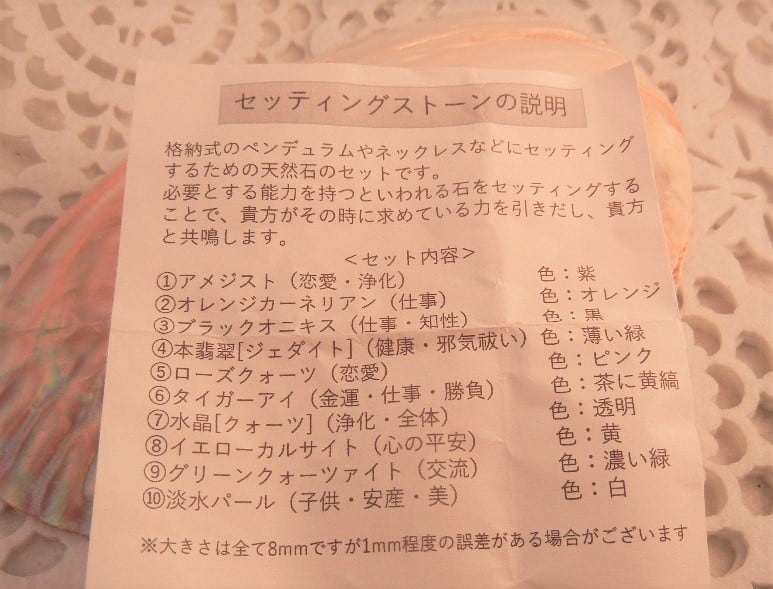 セッティングストーンの説明
格納式のペンデュラムやネックレスなどにセッティング
するための天然石のセットです。
必要とする能力を持つといわれる石をセッティングする
ことで、貴方がその時に求めている力を引きだし、貴方
と共鳴します。
＜セット内容＞
①アメジスト（恋愛・浄化） 色：紫
②オレンジカーネリアン（仕事） 色：オレンジ
③ブラックオニキス（仕事・知性） 色：黒
④本翡翠[ジェダイト]（健康・邪気祓い） 色：薄い緑
⑤ローズクォーツ（恋愛） 色：ピンク
⑥タイガーアイ（金運・仕事・勝負） 色：茶に黄縞
⑦水晶[クォーツ]（浄化・全体） 色：透明
⑧イエローカルサイト（心の平安） 色：黄
⑨グリーンクォーツァイト（交流） 色：濃い緑
⑩淡水パール（子供・安産・美） 色：白
※大きさは全て8mmですが1mm程度の誤差がある場合がございます